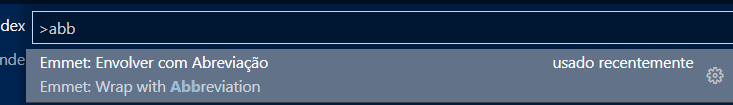 dex
>abb
nde
Emmet: Envolver com Abreviação
usado recentemente
Emmet: Wrap with Abbreviation